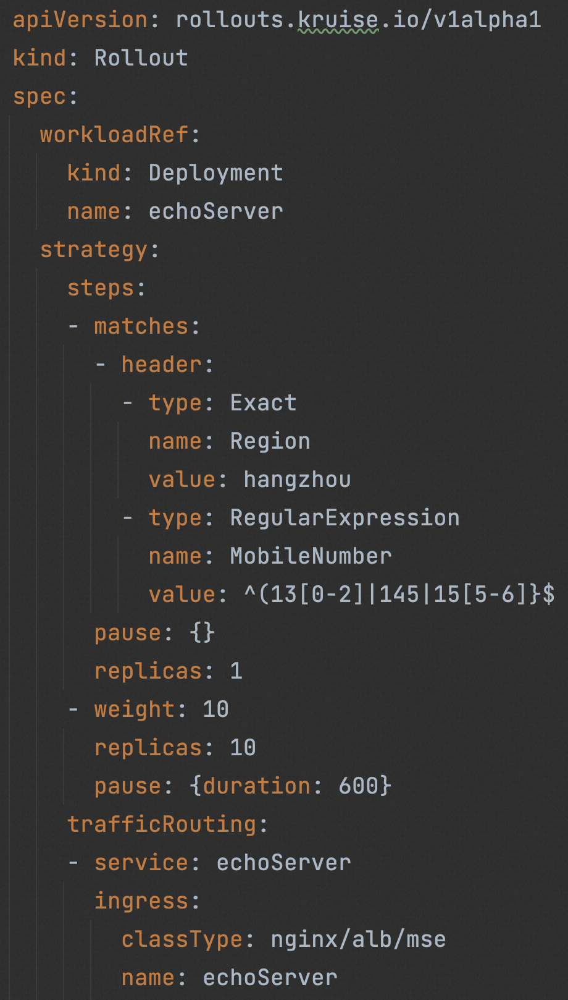 apiVersion: rollouts.kruise.io/v1alpha1
kind: Rollout
spec:
  workloadRef:
    kind: Deployment
    name: echoServer
  strategy:
    steps:
    - matches:
      - header:
        - type: Exact
          name: Region
          value: hangzhou
        - type: RegularExpression
          name: MobileNumber
          value: ^(13[0-2]|145|15[5-6]}$
      pause: {}
      replicas: 1
    - weight: 10
      replicas: 10
      pause: {duration: 600}
    trafficRouting:
    - service: echoServer
      ingress:
        classType: nginx/alb/mse
        name: echoServer